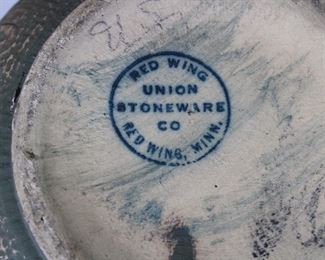 RED WING
UNION
STONEWARE
CO
RED WING, MINN.